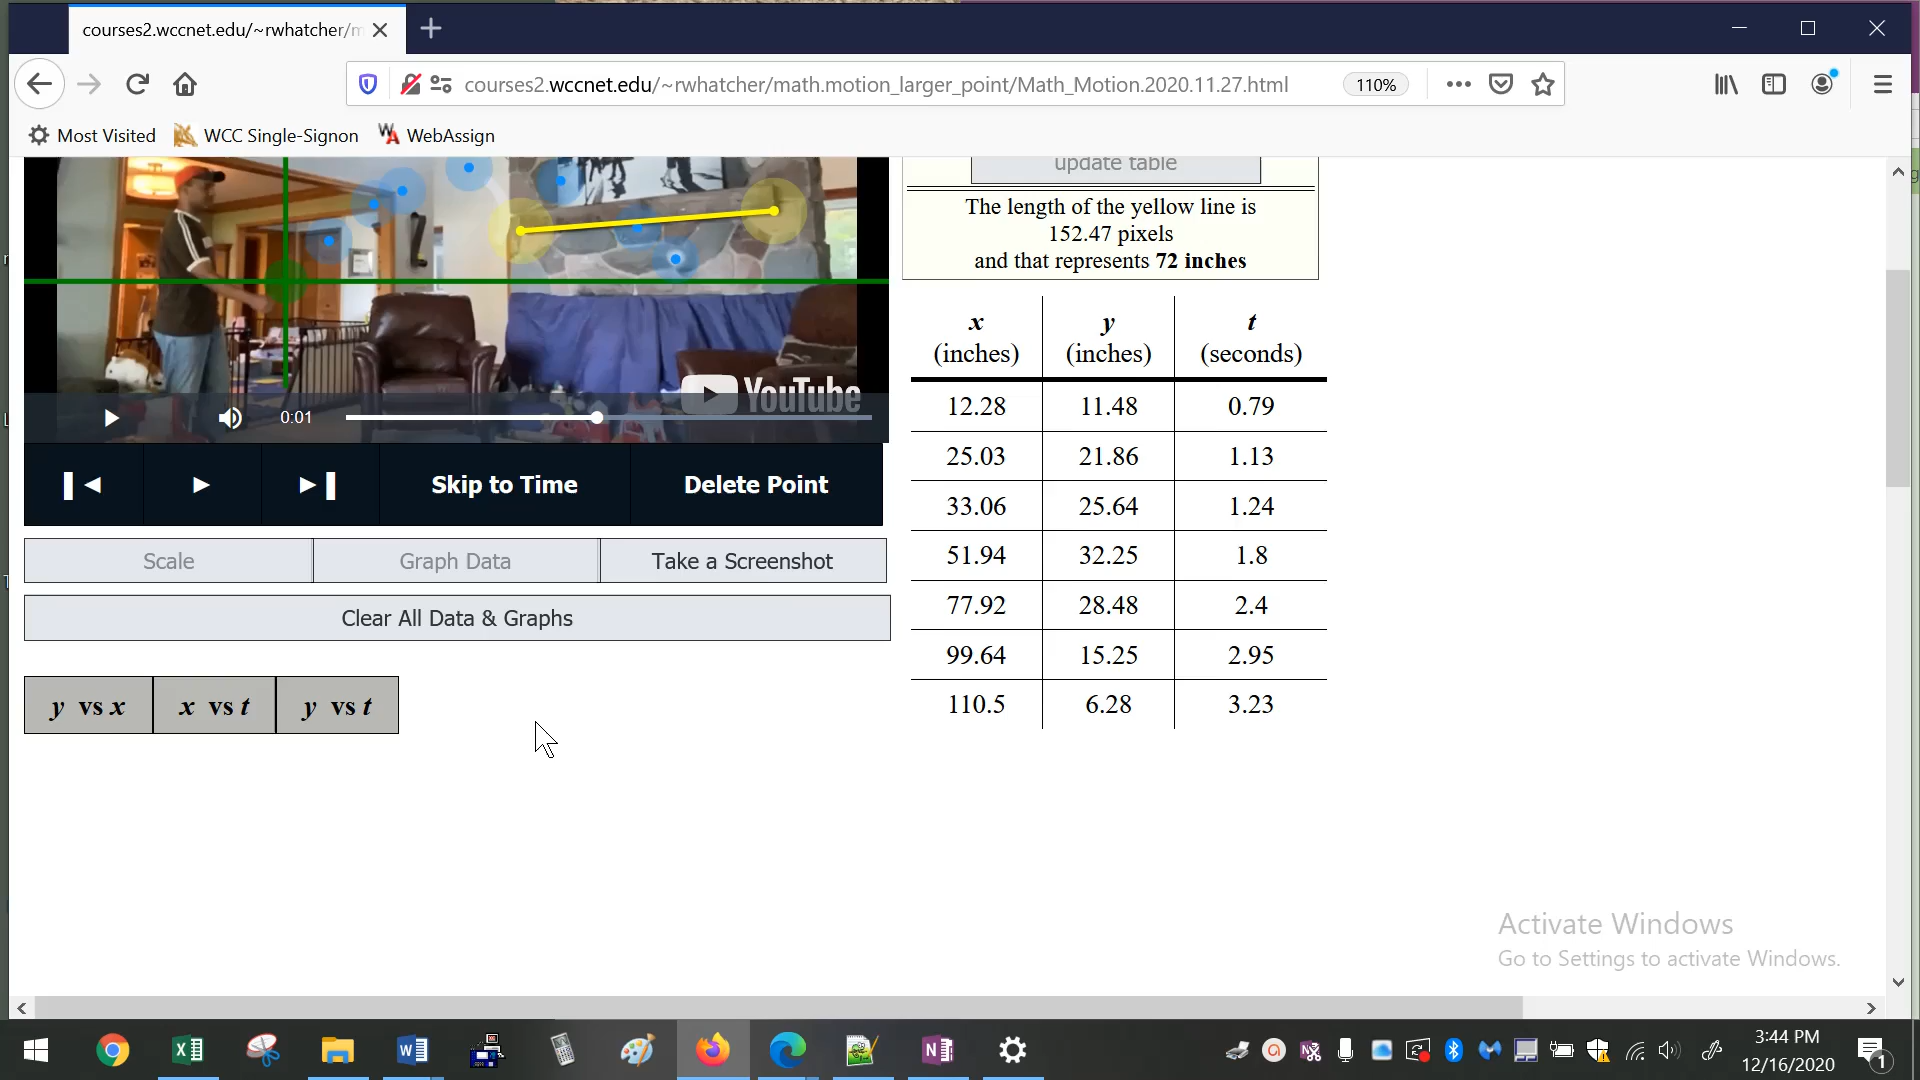 courses2.wccnet.edu/~rwhatcher/m
courses2.wccnet.edu/~rwhatcher/math.motion_larger_point/Math_Motion.2020.11.27.html
110%
Most Visited
WCC Single-Signon
WebAssign
update table
The length of the yellow line is
152.47 pixels
and that represents 72 inches
x y t
(inches) (inches) (seconds)
12.28 11.48 0.79
25.03 21.86 1.13
33.06 25.64 1.24
51.94 32.25 1.8
77.92 28.48 2.4
99.64 15.25 2.95
110.5 6.28 3.23
YouTube
0:01
Skip to Time
Delete Point
Scale
Graph Data
Take a Screenshot
Clear All Data & Graphs
y vs x
x vs t
y vs t
Activate Windows
Go to Settings to activate Windows.
3:44 PM
12/16/2020
1